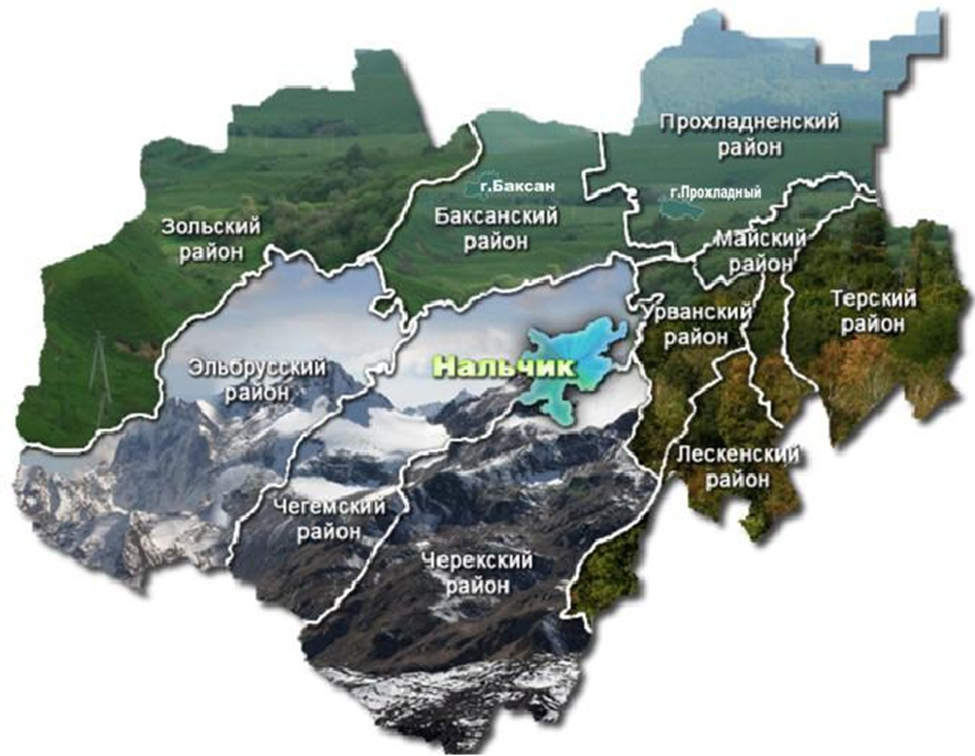 Прохладненский
район
г.Баксан
г.Прохладный
Баксанский
район
Зольский
район
Майский
район
Терский
район
Урванский
район
Эльбрусский
район
Нальчик
Лескенский
район
Чегемский
район
Черекский
район